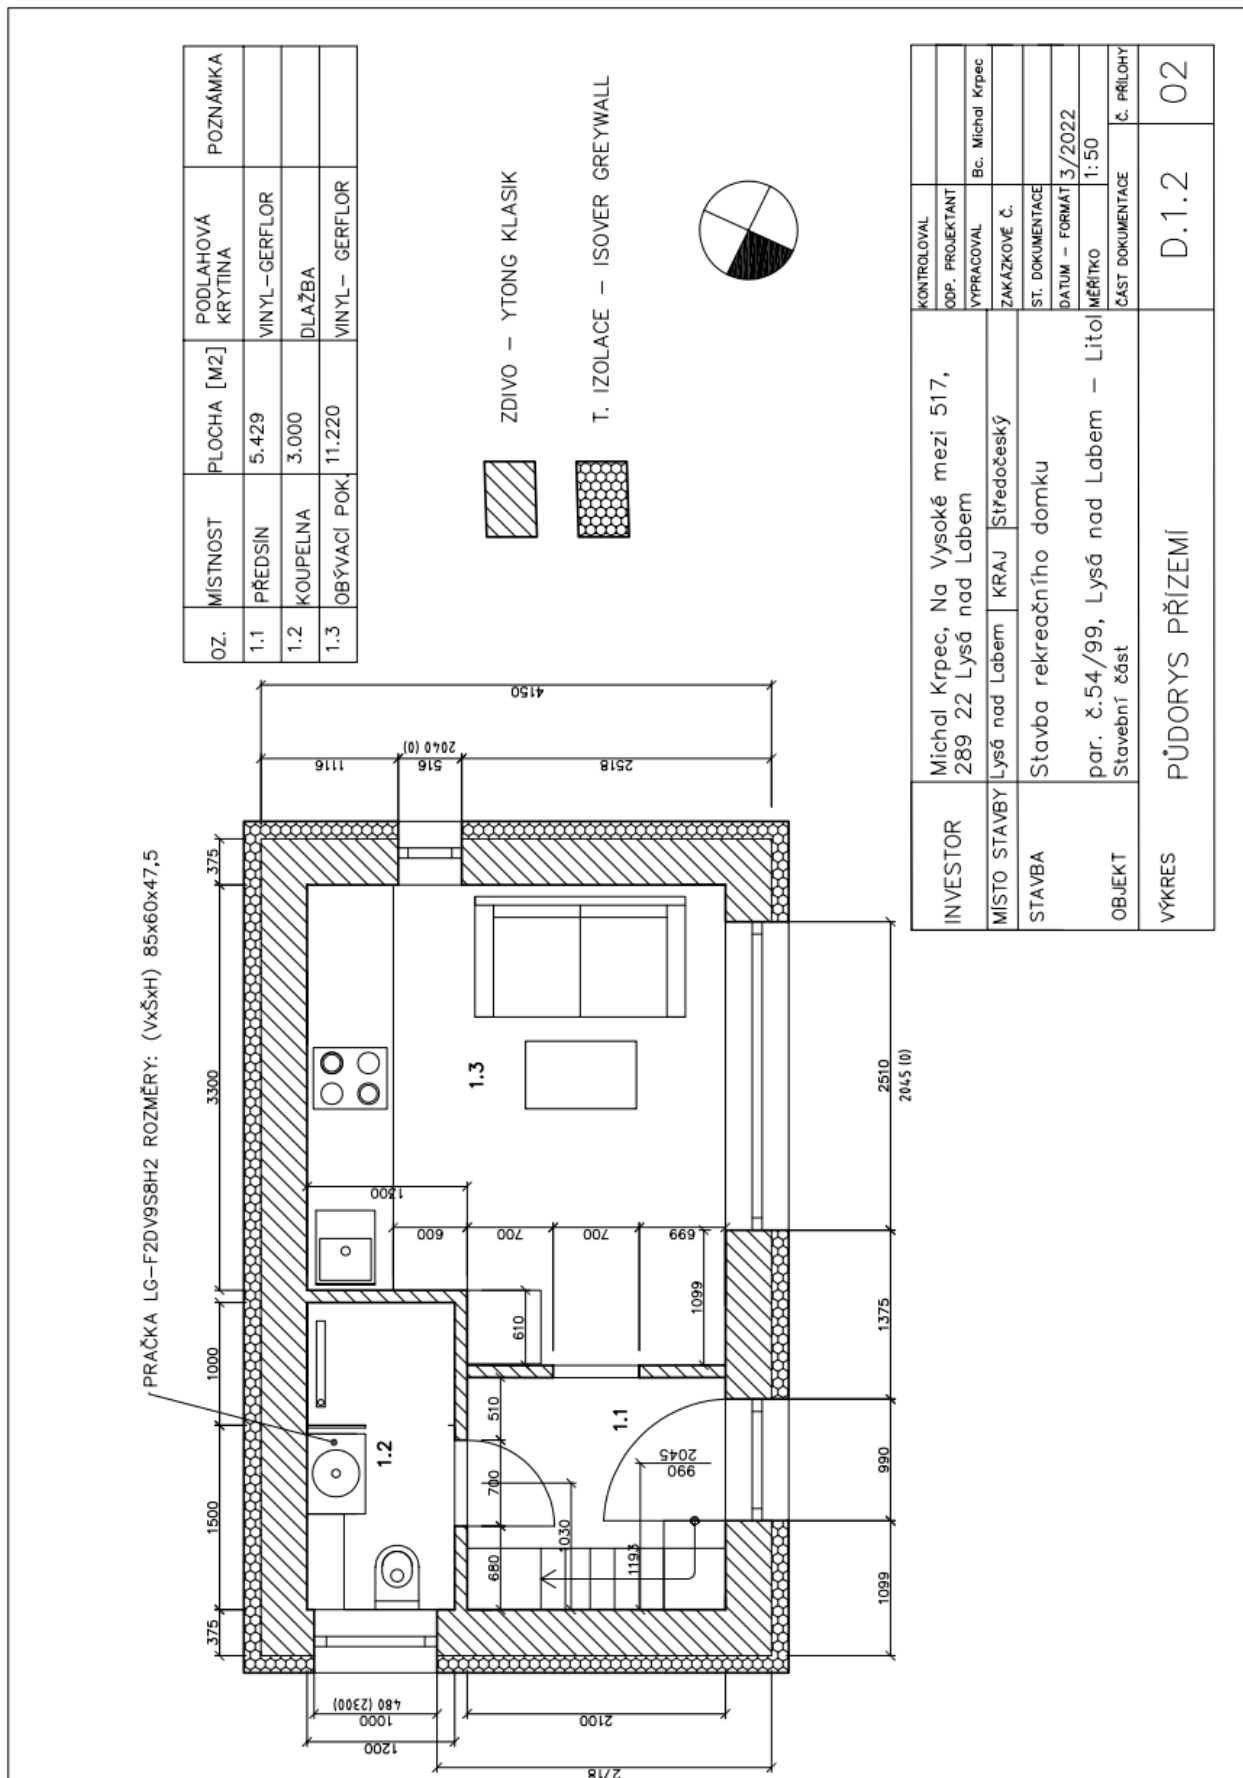 OZ. MÍSTNOST PLOCHA [M2] PODLAHOVÁ KRYTINA POZNÁMKA
1.1 PŘEDSÍN 5.429 VINYL-GERFLOR
1.2 KOUPELNA 3.000 DLAŽBA
1.3 OBÝVACÍ POK. 11.220 VINYL- GERFLOR
ZDIVO - YTONG KLASIK
T. IZOLACE - ISOVER GREYWALL
PRAČKA LG-F2DV9S8H2 ROZMĚRY: (VxŠxH) 85x60x47,5
375
1500
1000
3300
375
4150
1116
516
2040 (0)
2518
1300
600
700
700
699
610
1099
1.3
1.2
1.1
510
700
680
1030
1193
990
2045
480 (2300)
1000
1200
2100
2718
1099
990
1375
2510
2045 (0)
INVESTOR
Michal Krpec, Na Vysoké mezi 517,
289 22 Lysá nad Labem
MÍSTO STAVBY Lysá nad Labem KRAJ Středočeský
STAVBA
Stavba rekreačního domku
par. č.54/99, Lysá nad Labem - Litol
OBJEKT Stavební část
VÝKRES PŮDORYS PŘÍZEMÍ
KONTROLOVAL
ODP. PROJEKTANT
VYPRACOVAL Bc. Michal Krpec
ZAKÁZKOVÉ Č.
ST. DOKUMENTACE
DATUM - FORMÁT 3/2022
MĚŘÍTKO 1:50
ČÁST DOKUMENTACE Č. PŘILOHY
D.1.2 02